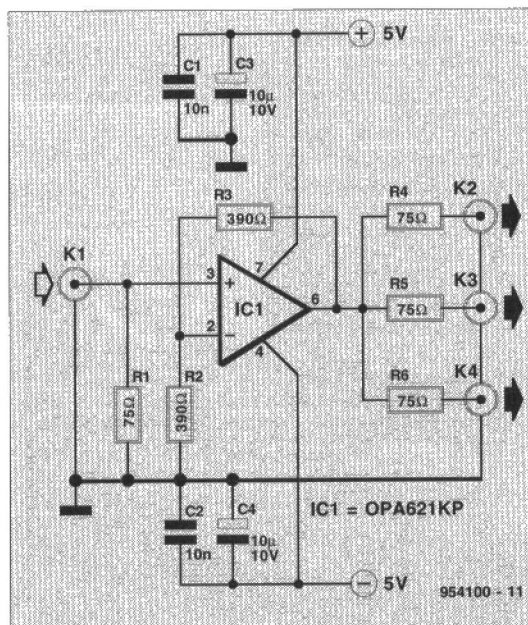 5V
C1
C3
10n
10µ
10V
R3
390Ω
K1
R4
75Ω
K2
R5
75Ω
K3
R6
75Ω
K4
3
+
7
IC1
6
2
−
4
R1
75Ω
R2
390Ω
C2
C4
10n
10µ
10V
IC1 = OPA621KP
5V
954100 - 11